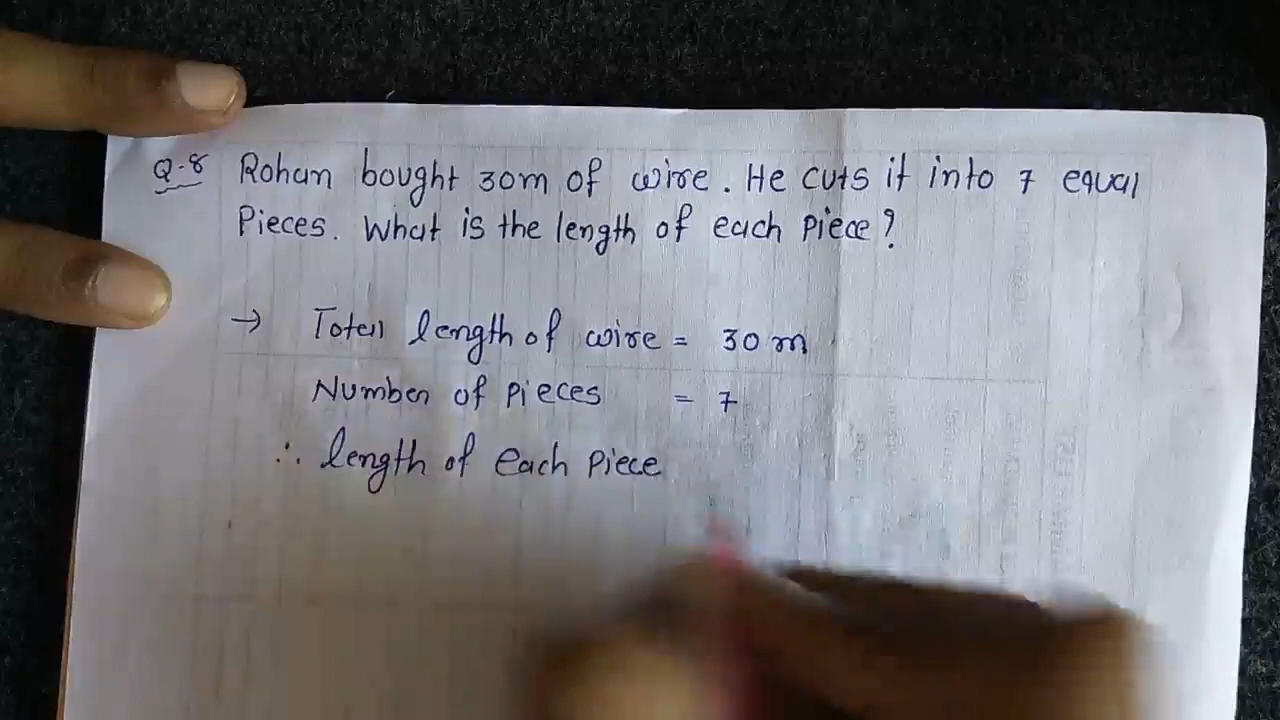 Q-8 Rohan bought 30m of wire. He cuts it into 7 equal
Pieces. What is the length of each piece?
→ Total length of wire = 30 m
Number of pieces = 7
∴ length of each piece